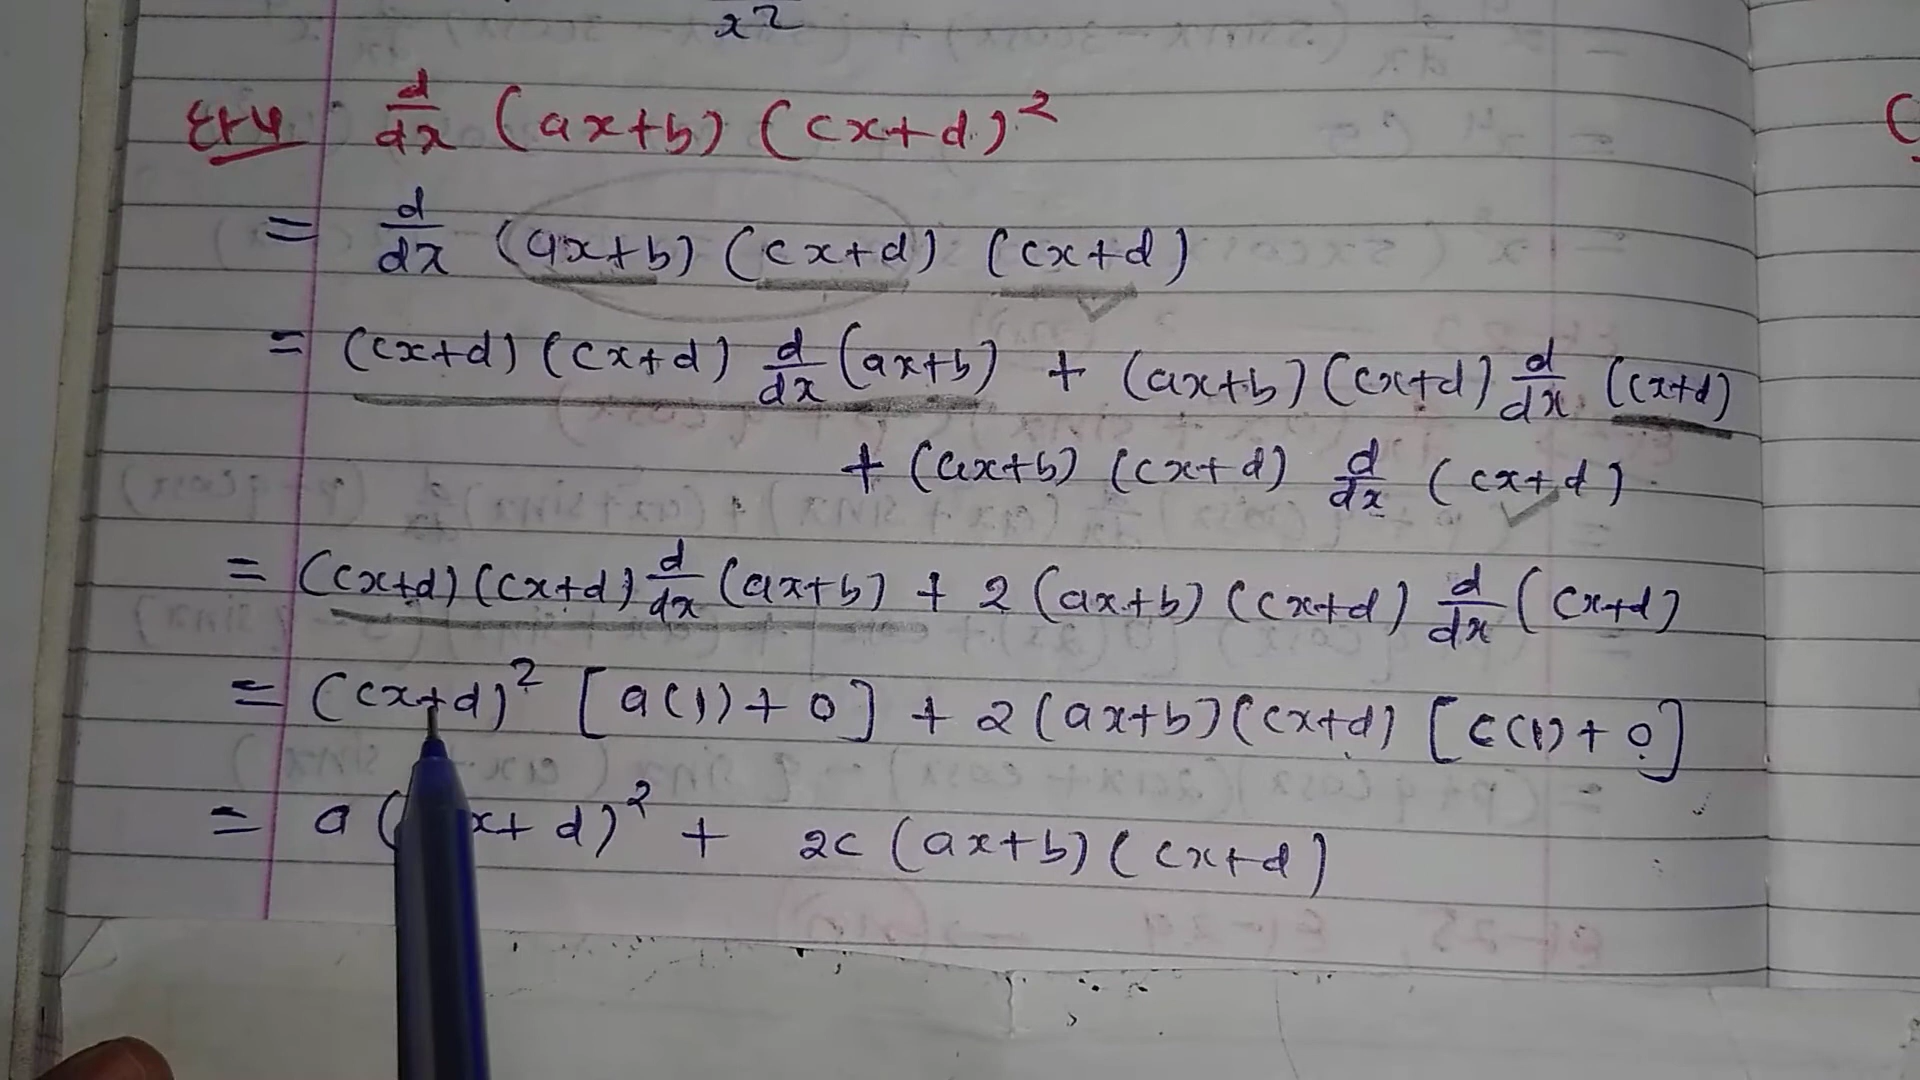 x²
Ex4 d/dx (ax+b) (cx+d)²
= d/dx (ax+b) (cx+d) (cx+d)
= (cx+d) (cx+d) d/dx (ax+b) + (ax+b) (cx+d) d/dx (cx+d)
+ (ax+b) (cx+d) d/dx (cx+d)
= (cx+d) (cx+d) d/dx (ax+b) + 2 (ax+b) (cx+d) d/dx (cx+d)
= (cx+d)² [a(1)+0] + 2 (ax+b) (cx+d) [c(1)+0]
= a ( x+d)² + 2c (ax+b) (cx+d)